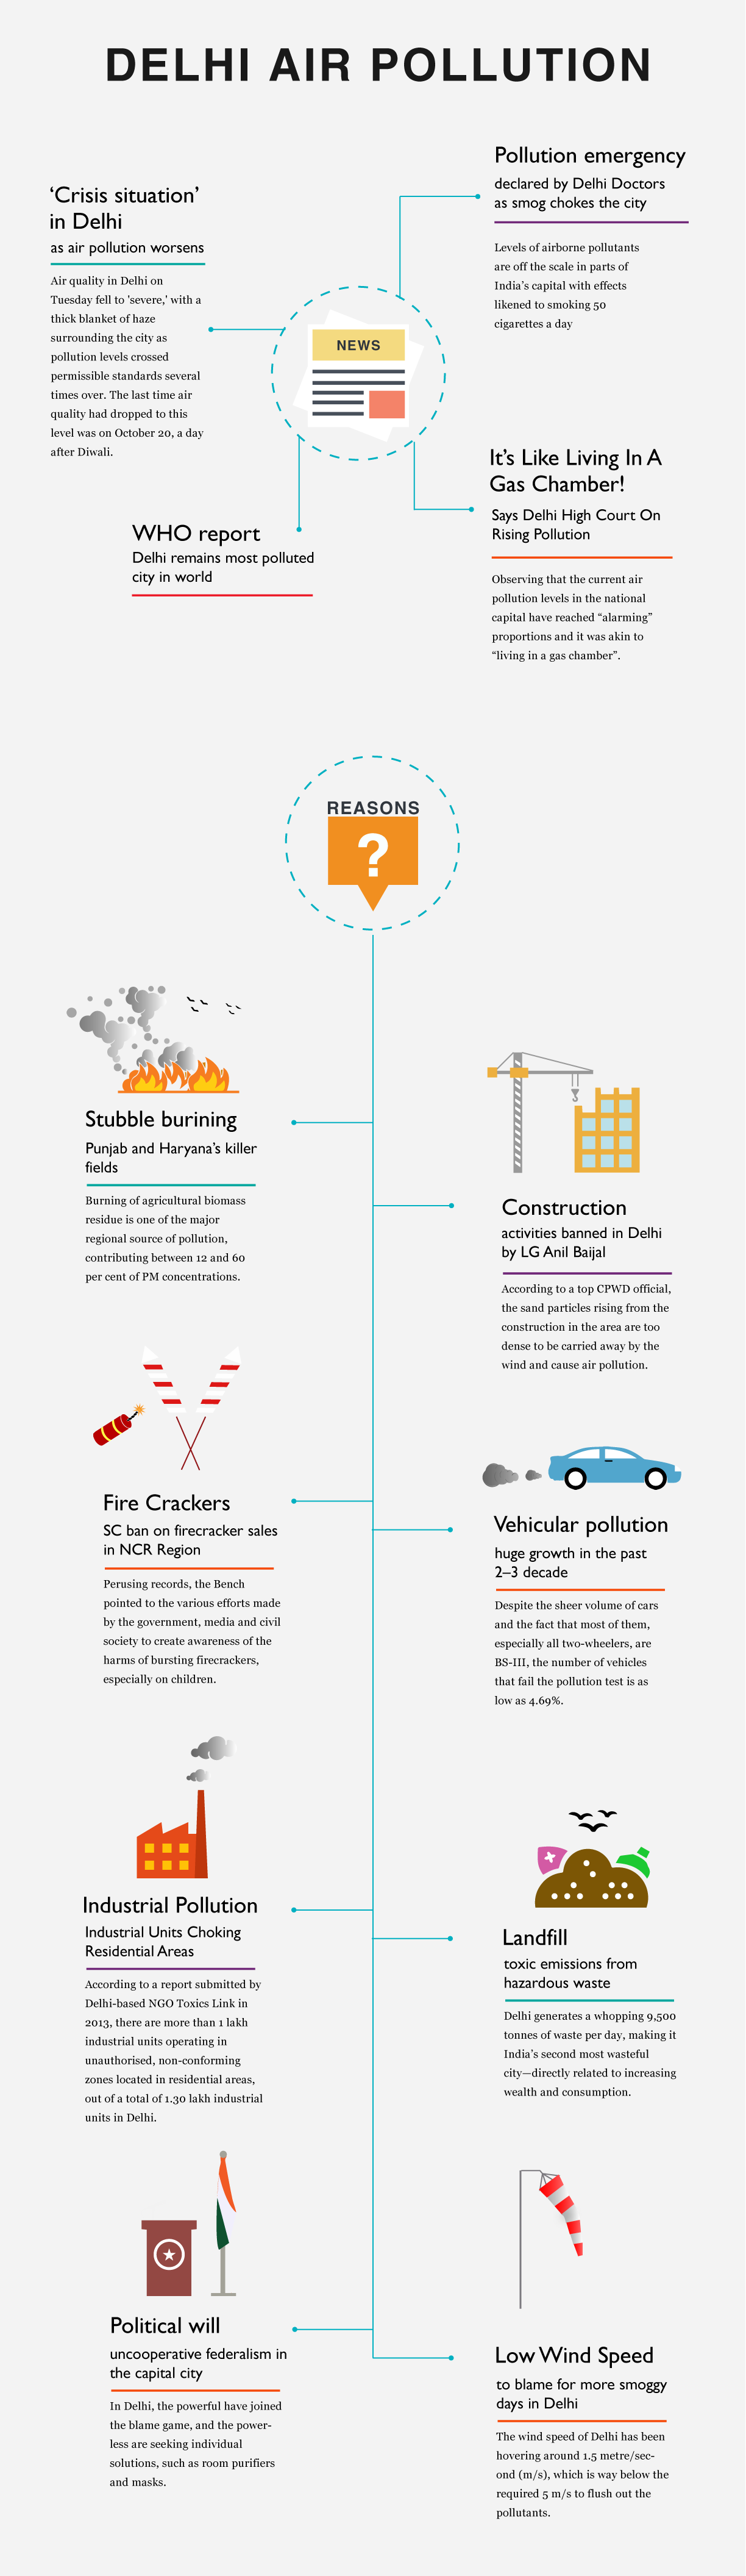 DELHI AIR POLLUTION
‘Crisis situation’
in Delhi
as air pollution worsens
Air quality in Delhi on
Tuesday fell to 'severe,' with a
thick blanket of haze
surrounding the city as
pollution levels crossed
permissible standards several
times over. The last time air
quality had dropped to this
level was on October 20, a day
after Diwali.
Pollution emergency
declared by Delhi Doctors
as smog chokes the city
Levels of airborne pollutants
are off the scale in parts of
India’s capital with effects
likened to smoking 50
cigarettes a day
NEWS
WHO report
Delhi remains most polluted
city in world
It’s Like Living In A
Gas Chamber!
Says Delhi High Court On
Rising Pollution
Observing that the current air
pollution levels in the national
capital have reached “alarming”
proportions and it was akin to
“living in a gas chamber”.
REASONS
?
Stubble burining
Punjab and Haryana’s killer
fields
Burning of agricultural biomass
residue is one of the major
regional source of pollution,
contributing between 12 and 60
per cent of PM concentrations.
Construction
activities banned in Delhi
by LG Anil Baijal
According to a top CPWD official,
the sand particles rising from the
construction in the area are too
dense to be carried away by the
wind and cause air pollution.
Fire Crackers
SC ban on firecracker sales
in NCR Region
Perusing records, the Bench
pointed to the various efforts made
by the government, media and civil
society to create awareness of the
harms of bursting firecrackers,
especially on children.
Vehicular pollution
huge growth in the past
2–3 decade
Despite the sheer volume of cars
and the fact that most of them,
especially all two-wheelers, are
BS-III, the number of vehicles
that fail the pollution test is as
low as 4.69%.
Industrial Pollution
Industrial Units Choking
Residential Areas
According to a report submitted by
Delhi-based NGO Toxics Link in
2013, there are more than 1 lakh
industrial units operating in
unauthorised, non-conforming
zones located in residential areas,
out of a total of 1.30 lakh industrial
units in Delhi.
Landfill
toxic emissions from
hazardous waste
Delhi generates a whopping 9,500
tonnes of waste per day, making it
India’s second most wasteful
city—directly related to increasing
wealth and consumption.
Political will
uncooperative federalism in
the capital city
In Delhi, the powerful have joined
the blame game, and the power-
less are seeking individual
solutions, such as room purifiers
and masks.
Low Wind Speed
to blame for more smoggy
days in Delhi
The wind speed of Delhi has been
hovering around 1.5 metre/sec-
ond (m/s), which is way below the
required 5 m/s to flush out the
pollutants.